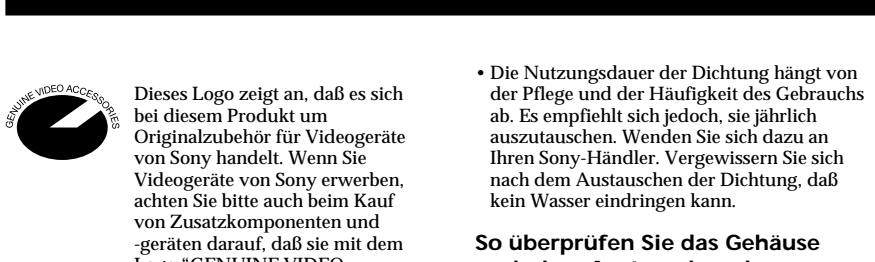 GENUINE VIDEO ACCESSORIES
Dieses Logo zeigt an, daß es sich
bei diesem Produkt um
Originalzubehör für Videogeräte
von Sony handelt. Wenn Sie
Videogeräte von Sony erwerben,
achten Sie bitte auch beim Kauf
von Zusatzkomponenten und
-geräten darauf, daß sie mit dem
"GENUINE VIDEO
• Die Nutzungsdauer der Dichtung hängt von
der Pflege und der Häufigkeit des Gebrauchs
ab. Es empfiehlt sich jedoch, sie jährlich
auszutauschen. Wenden Sie sich dazu an
Ihren Sony-Händler. Vergewissern Sie sich
nach dem Austauschen der Dichtung, daß
kein Wasser eindringen kann.
So überprüfen Sie das Gehäuse